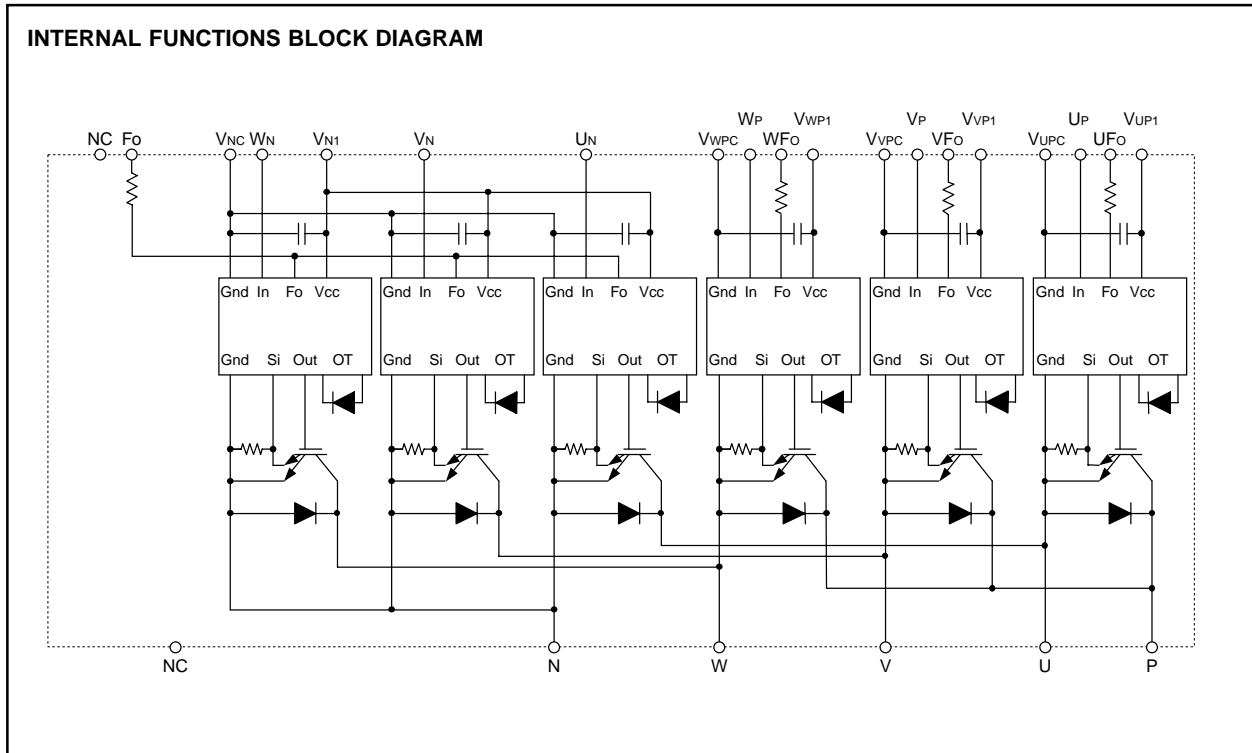 INTERNAL FUNCTIONS BLOCK DIAGRAM
WP VWP1 VP VVP1 UP VUP1
NC FO VNC WN VN1 VN UN VWPC WFO VVPC VFO VUPC UFO
Gnd In Fo Vcc Gnd In Fo Vcc Gnd In Fo Vcc Gnd In Fo Vcc Gnd In Fo Vcc Gnd In Fo Vcc
Gnd Si Out OT Gnd Si Out OT Gnd Si Out OT Gnd Si Out OT Gnd Si Out OT Gnd Si Out OT
NC N W V U P